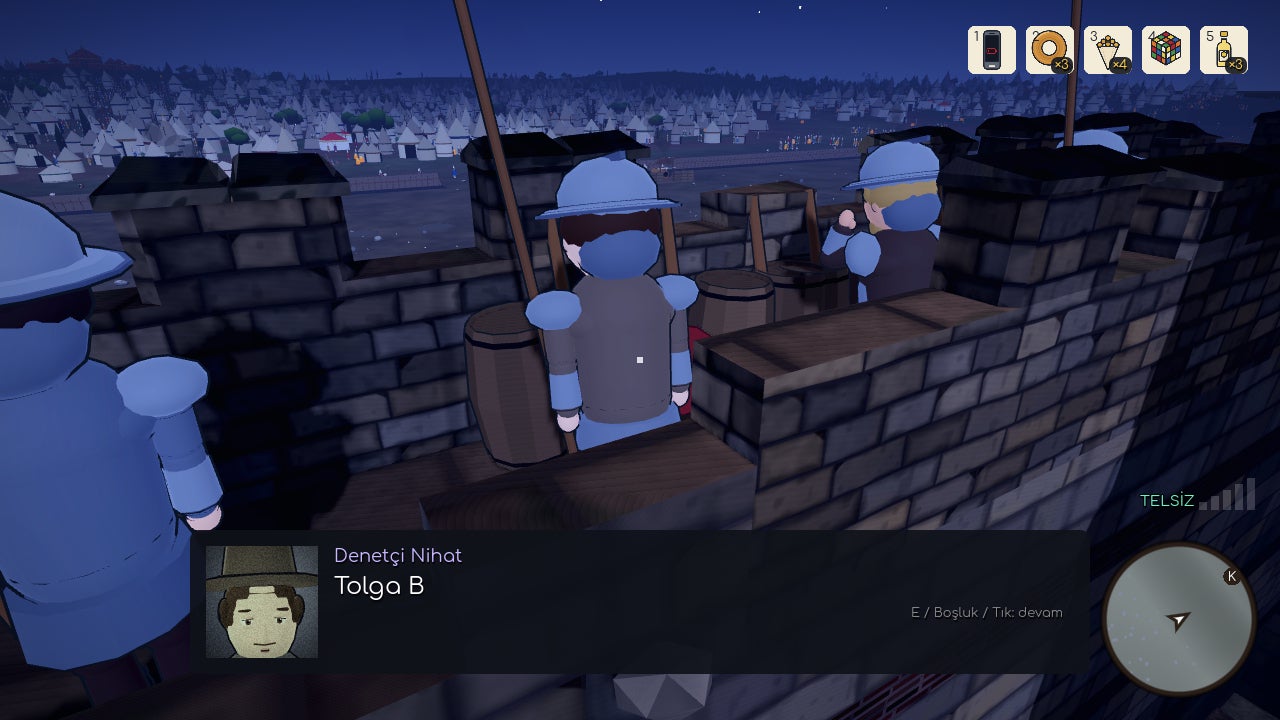 1
2
×3
3
×4
4
5
×3
TELSİZ
K
Denetçi Nihat
Tolga B
E / Boşluk / Tık: devam